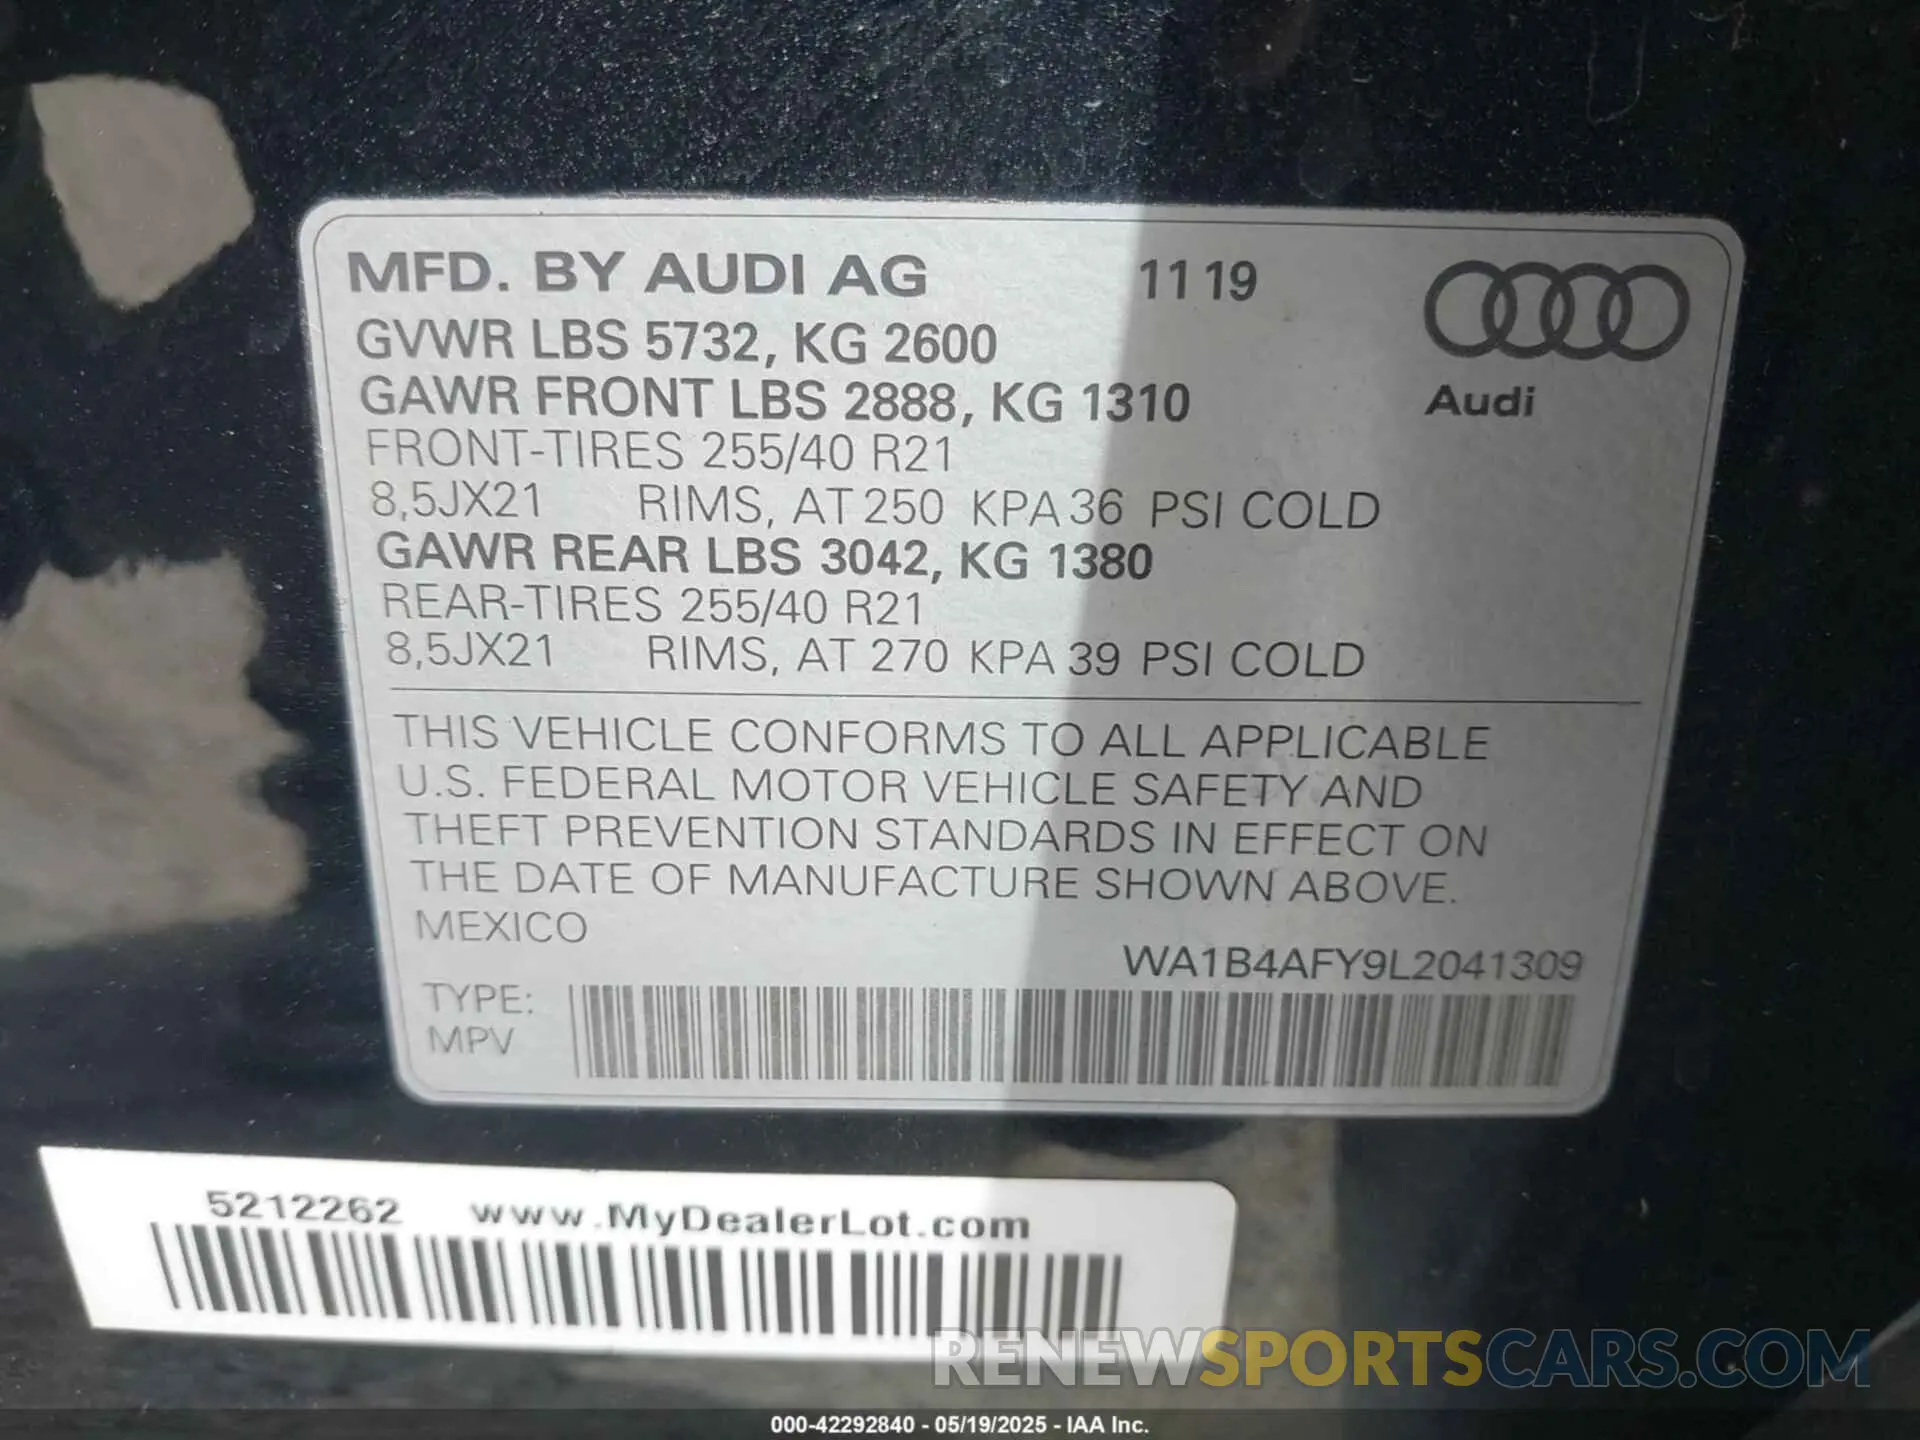 MFD. BY AUDI AG 11 19
GVWR LBS 5732, KG 2600
GAWR FRONT LBS 2888, KG 1310
Audi
FRONT-TIRES 255/40 R21
8,5JX21 RIMS, AT 250 KPA 36 PSI COLD
GAWR REAR LBS 3042, KG 1380
REAR-TIRES 255/40 R21
8,5JX21 RIMS, AT 270 KPA 39 PSI COLD
THIS VEHICLE CONFORMS TO ALL APPLICABLE
U.S. FEDERAL MOTOR VEHICLE SAFETY AND
THEFT PREVENTION STANDARDS IN EFFECT ON
THE DATE OF MANUFACTURE SHOWN ABOVE.
MEXICO
WA1B4AFY9L2041309
TYPE:
MPV
5212262 www.MyDealerLot.com
RENEWSPORTSCARS.COM
000-42292840 - 05/19/2025 - IAA Inc.